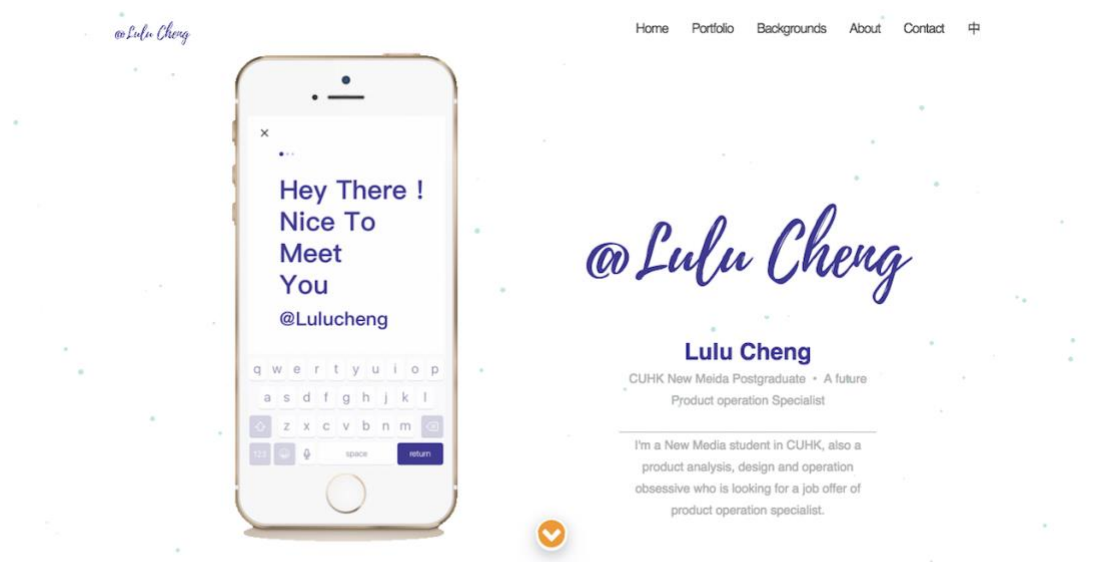 @Lulu Cheng
Home Portfolio Backgrounds About Contact 中
Hey There !
Nice To
Meet
You
@Lulucheng
q w e r t y u i o p
a s d f g h j k l
z x c v b n m
123 space return
@Lulu Cheng
Lulu Cheng
CUHK New Meida Postgraduate • A future
Product operation Specialist
I'm a New Media student in CUHK, also a
product analysis, design and operation
obsessive who is looking for a job offer of
product operation specialist.